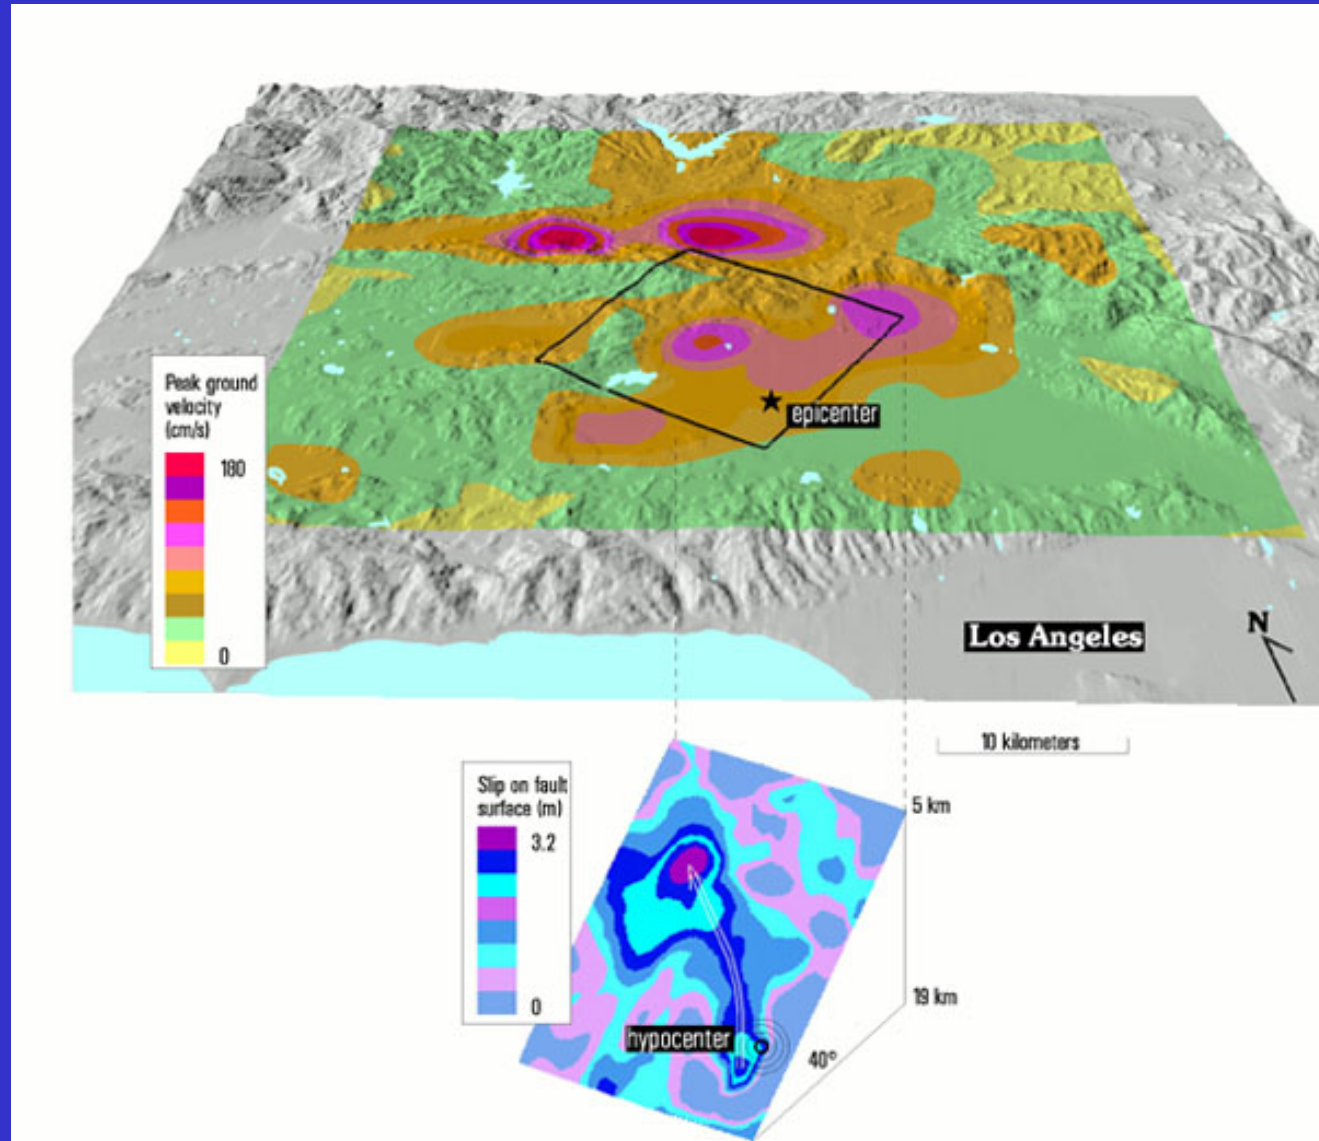 epicenter
Peak ground
velocity
(cm/s)
180
0
Los Angeles
N
10 kilometers
Slip on fault
surface (m)
3.2
0
5 km
19 km
hypocenter
40°